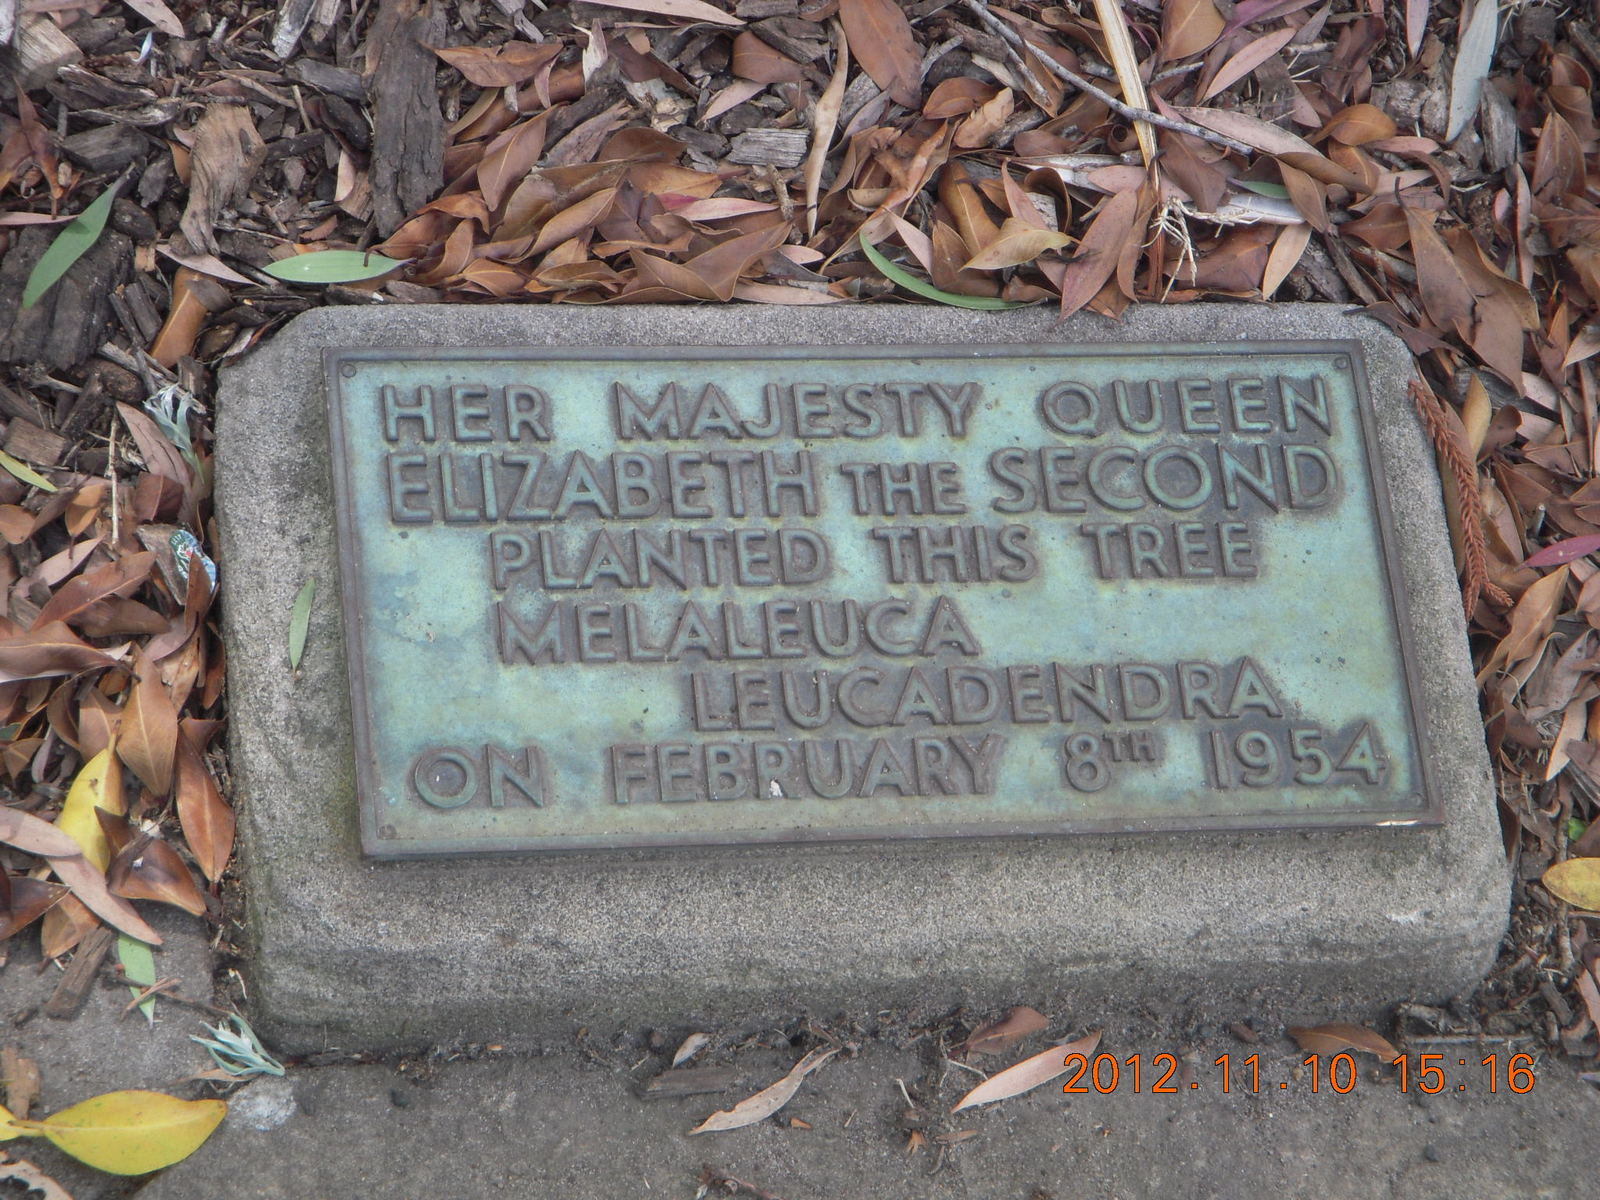 HER MAJESTY QUEEN
ELIZABETH THE SECOND
PLANTED THIS TREE
MELALEUCA
LEUCADENDRA
ON FEBRUARY 8TH 1954
2012.11.10 15:16